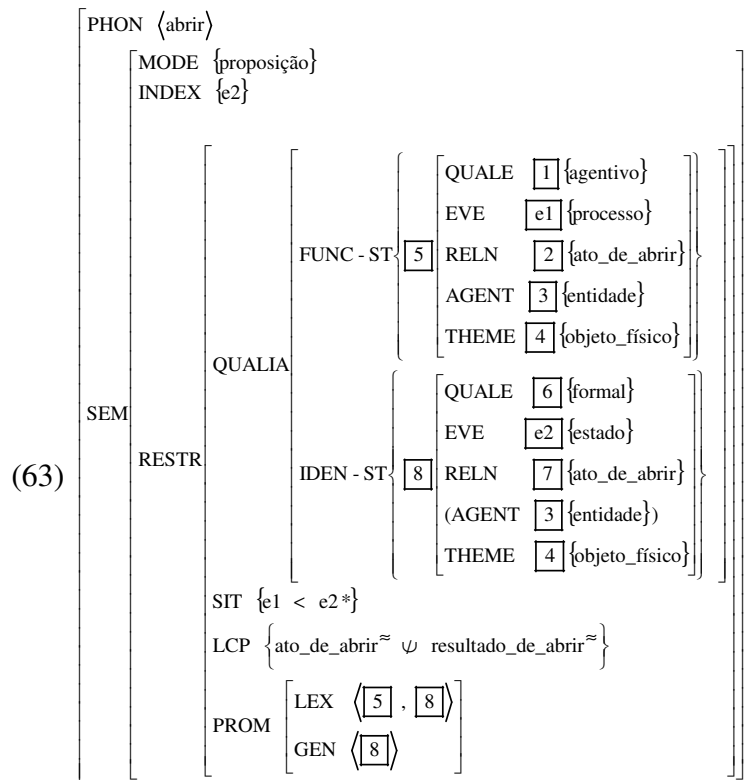 PHON ⟨abrir⟩
MODE {proposição}
INDEX {e2}
QUALE 1 {agentivo}
EVE e1 {processo}
FUNC - ST { 5 RELN 2 {ato_de_abrir}
AGENT 3 {entidade}
THEME 4 {objeto_físico}
QUALIA
QUALE 6 {formal}
SEM
EVE e2 {estado}
(63) RESTR IDEN - ST { 8 RELN 7 {ato_de_abrir}
(AGENT 3 {entidade})
THEME 4 {objeto_físico}
SIT {e1 < e2*}
LCP {ato_de_abrir≈ ψ resultado_de_abrir≈}
LEX ⟨5 , 8⟩
PROM
GEN ⟨8⟩